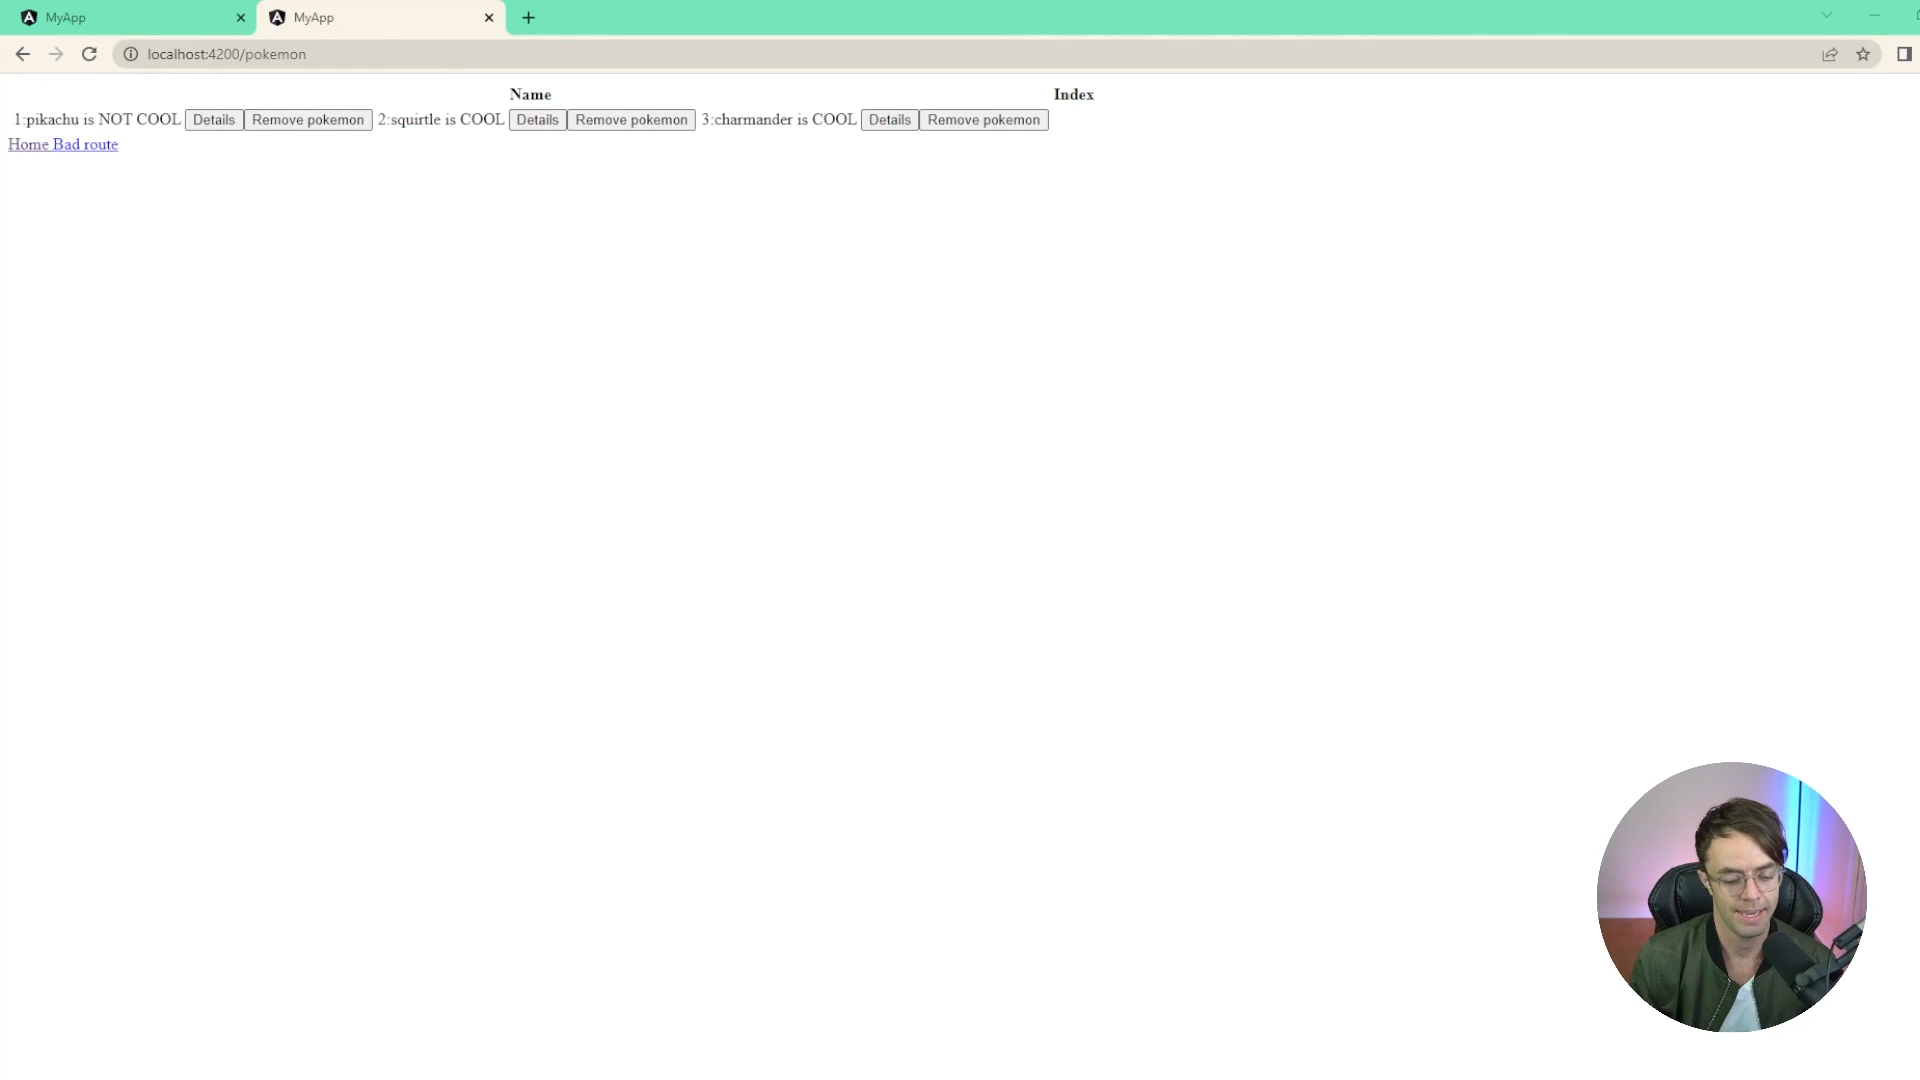 MyApp
MyApp
localhost:4200/pokemon
Name Index
1:pikachu is NOT COOL Details Remove pokemon 2:squirtle is COOL Details Remove pokemon 3:charmander is COOL Details Remove pokemon
Home Bad route